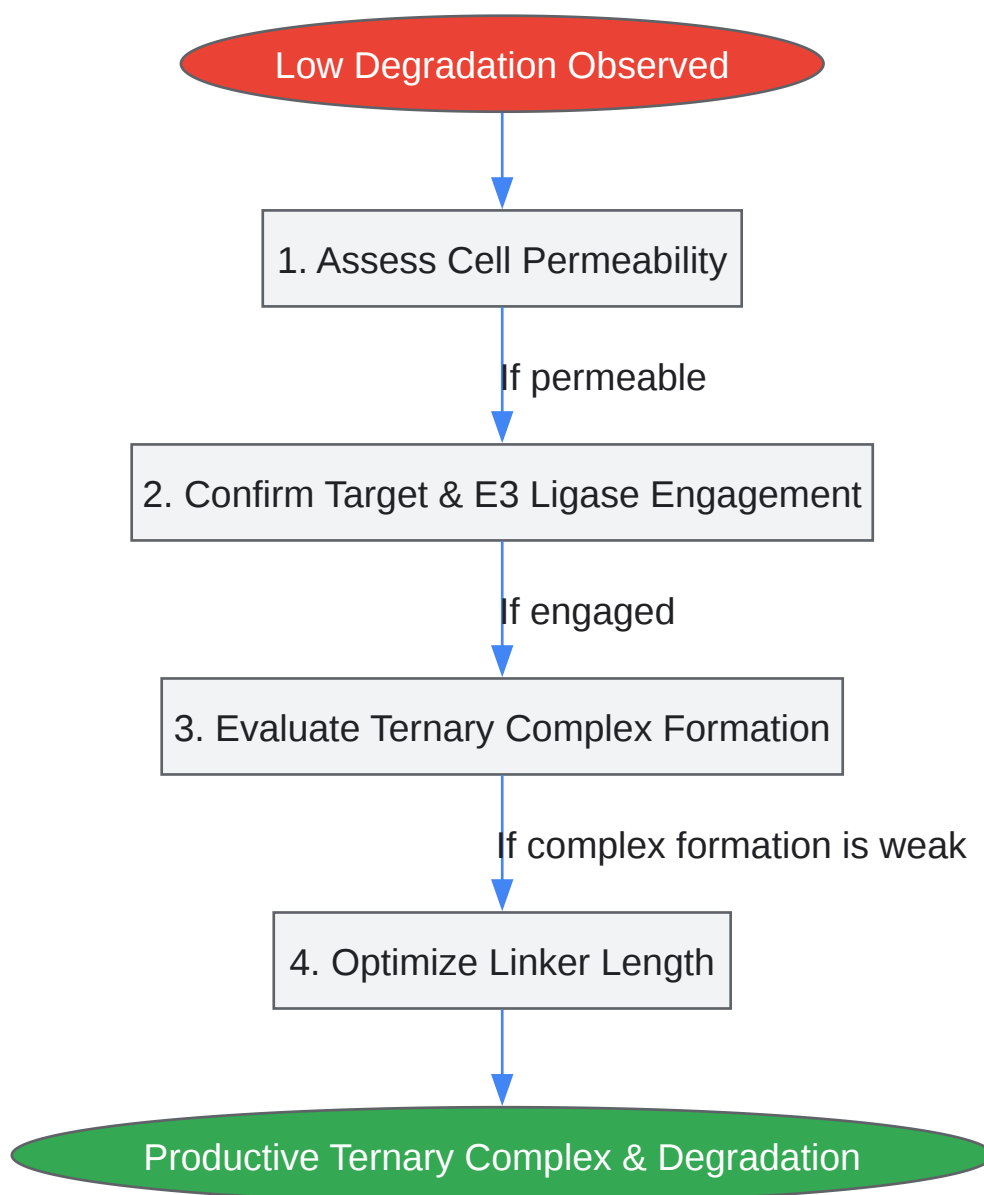 Low Degradation Observed
1. Assess Cell Permeability
If permeable
2. Confirm Target & E3 Ligase Engagement
If engaged
3. Evaluate Ternary Complex Formation
If complex formation is weak
4. Optimize Linker Length
Productive Ternary Complex & Degradation